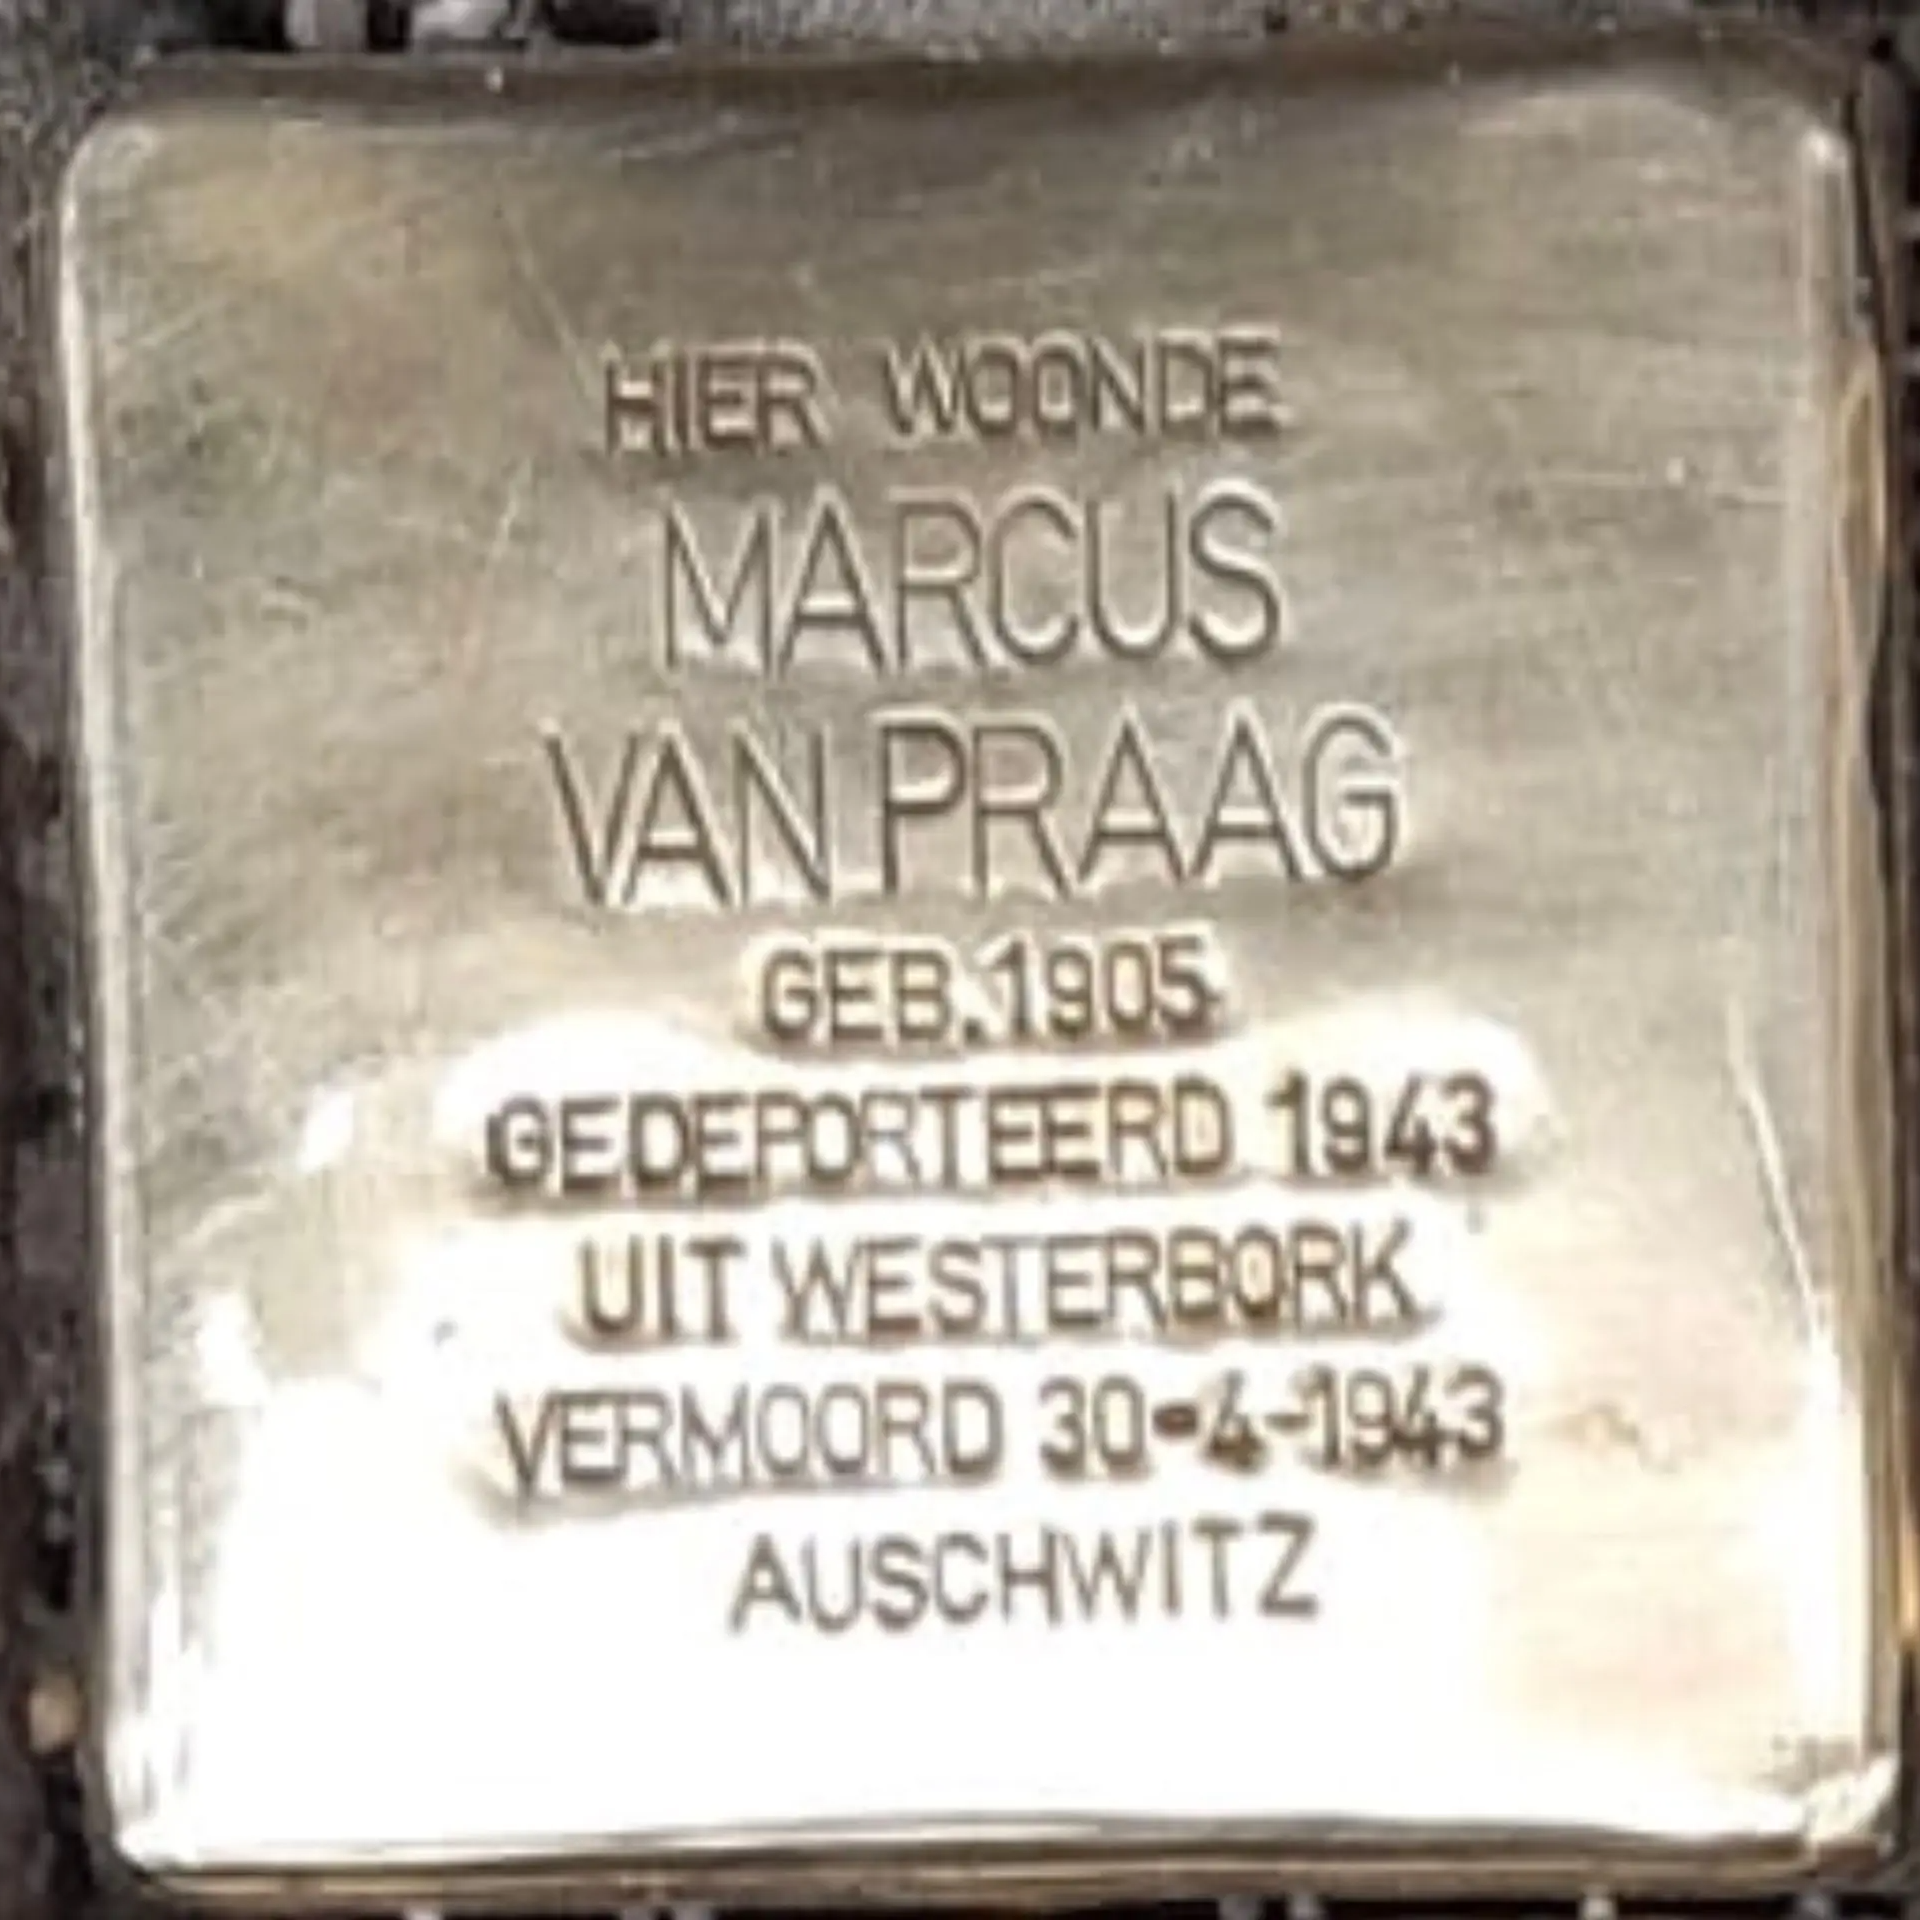 HIER WOONDE
MARCUS
VAN PRAAG
GEB. 1905
GEDEPORTEERD 1943
UIT WESTERBORK
VERMOORD 30-4-1943
AUSCHWITZ